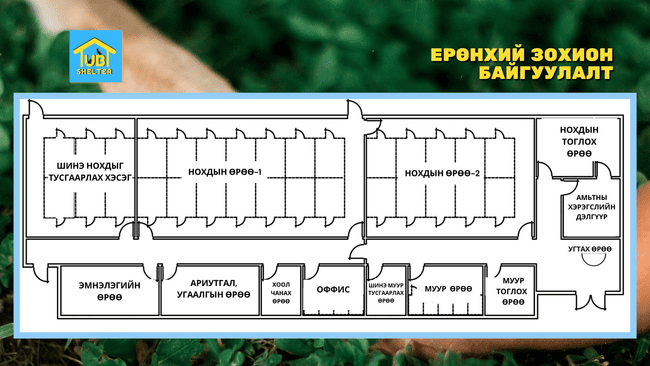 UB
SHELTER
ЕРӨНХИЙ ЗОХИОН
БАЙГУУЛАЛТ
ШИНЭ НОХДЫГ
ТУСГААРЛАХ ХЭСЭГ
НОХДЫН ӨРӨӨ-1
НОХДЫН ӨРӨӨ-2
НОХДЫН
ТОГЛОХ
ӨРӨӨ
АМЬТНЫ
ХЭРЭГСЛИЙН
ДЭЛГҮҮР
УГТАХ ӨРӨӨ
ЭМНЭЛЭГИЙН
ӨРӨӨ
АРИУТГАЛ,
УГААЛГЫН ӨРӨӨ
ХООЛ
ЧАНАХ
ӨРӨӨ
ОФФИС
ШИНЭ МУУР
ТУСГААРЛАХ
ӨРӨӨ
МУУР ӨРӨӨ
МУУР
ТОГЛОХ
ӨРӨӨ